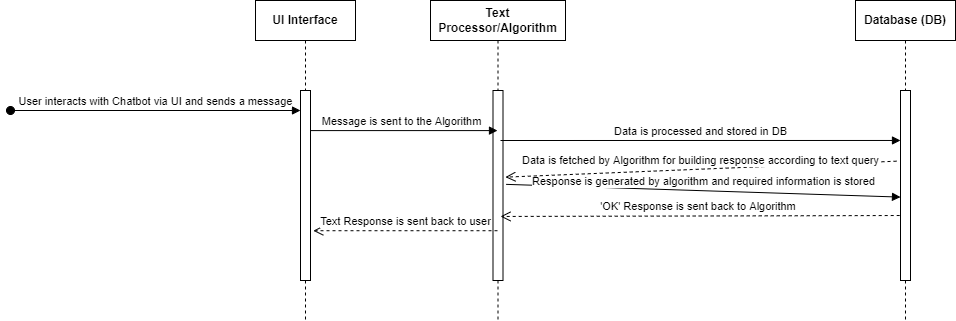 UI Interface
Text
Processor/Algorithm
Database (DB)
User interacts with Chatbot via UI and sends a message
Message is sent to the Algorithm
Data is processed and stored in DB
Data is fetched by Algorithm for building response according to text query
Response is generated by algorithm and required information is stored
'OK' Response is sent back to Algorithm
Text Response is sent back to user